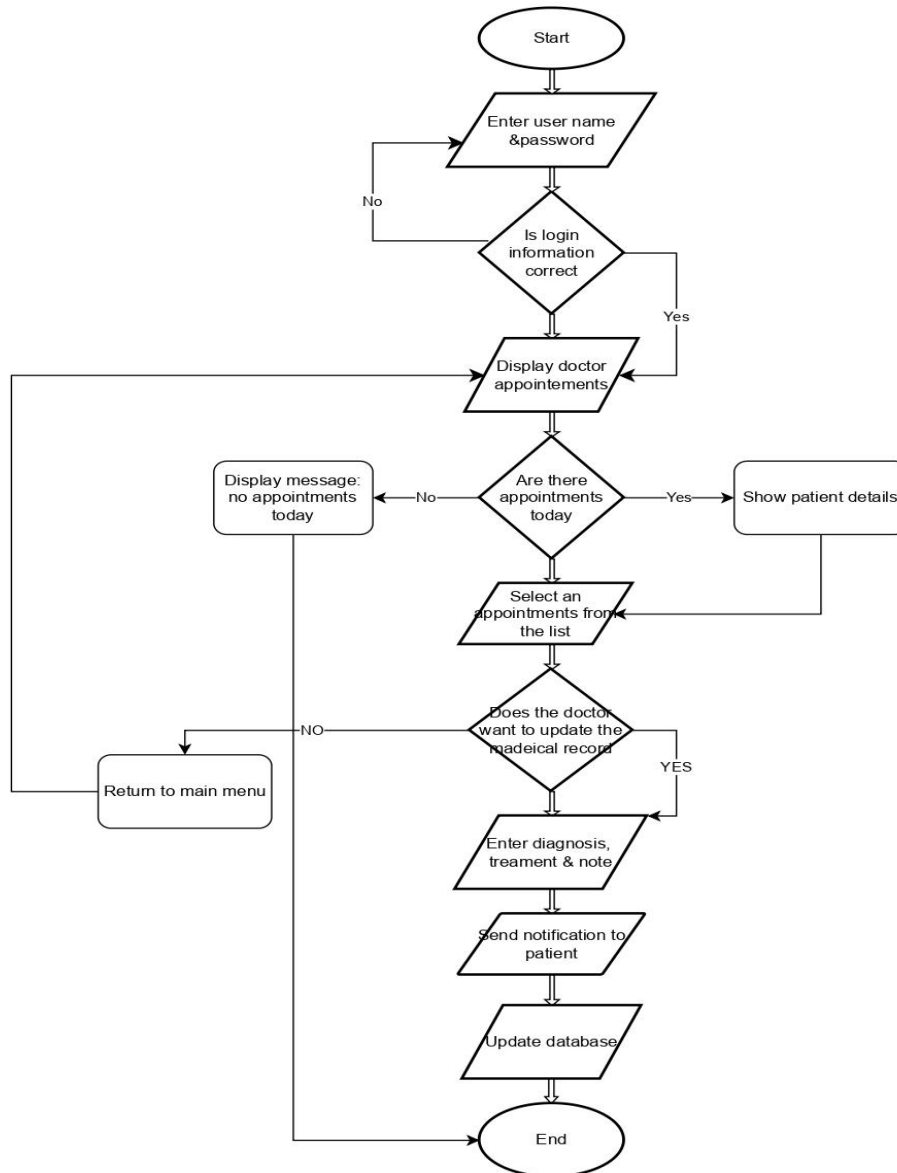 Start
Enter user name
&password
No
Is login
information
correct
Yes
Display doctor
appointements
Display message:
no appointments
today
No
Are there
appointments
today
Yes
Show patient details
Select an
appointments from
the list
Does the doctor
want to update the
madeical record
NO
YES
Return to main menu
Enter diagnosis,
treament & note
Send notification to
patient
Update database
End